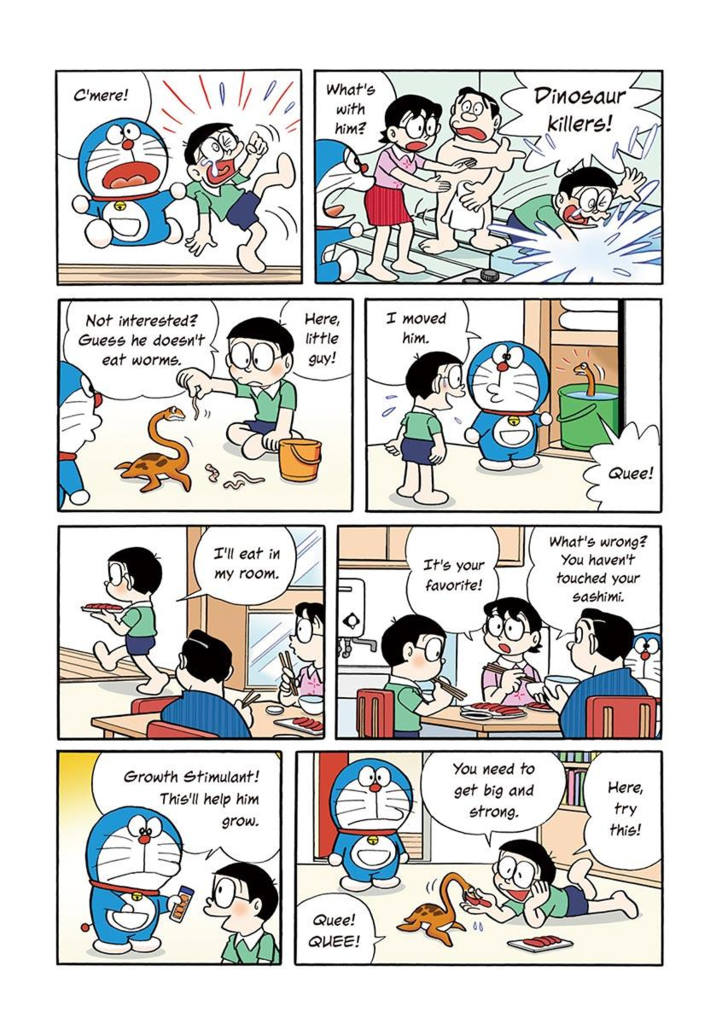 Dinosaur
killers!
What's
with
him?
C'mere!
I moved
him.
Quee!
Here,
little
guy!
Not interested?
Guess he doesn't
eat worms.
What's wrong?
You haven't
touched your
sashimi.
It's your
favorite!
I'll eat in
my room.
Here,
try
this!
You need to
get big and
strong.
Quee!
QUEE!
Growth Stimulant!
This'll help him
grow.